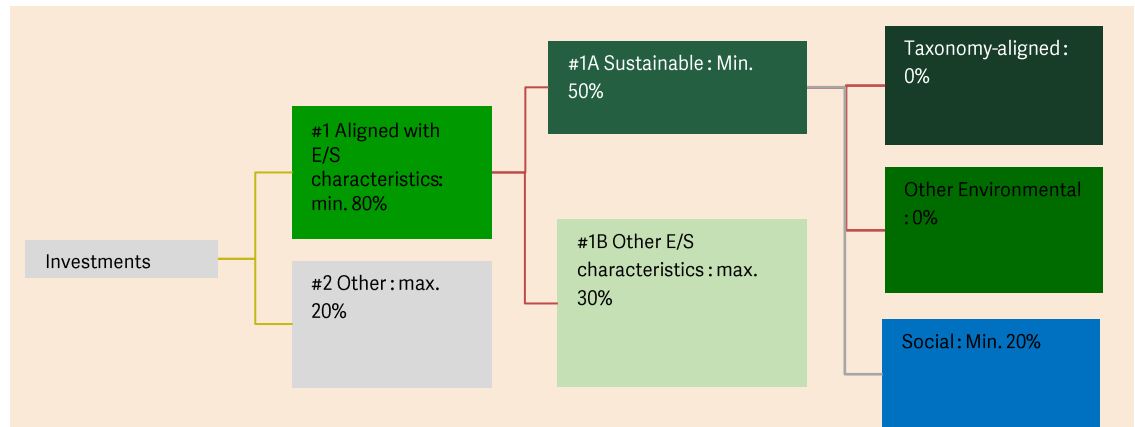 Investments
#1 Aligned with
E/S
characteristics:
min. 80%
#2 Other : max.
20%
#1A Sustainable : Min.
50%
#1B Other E/S
characteristics : max.
30%
Taxonomy-aligned :
0%
Other Environmental
: 0%
Social : Min. 20%